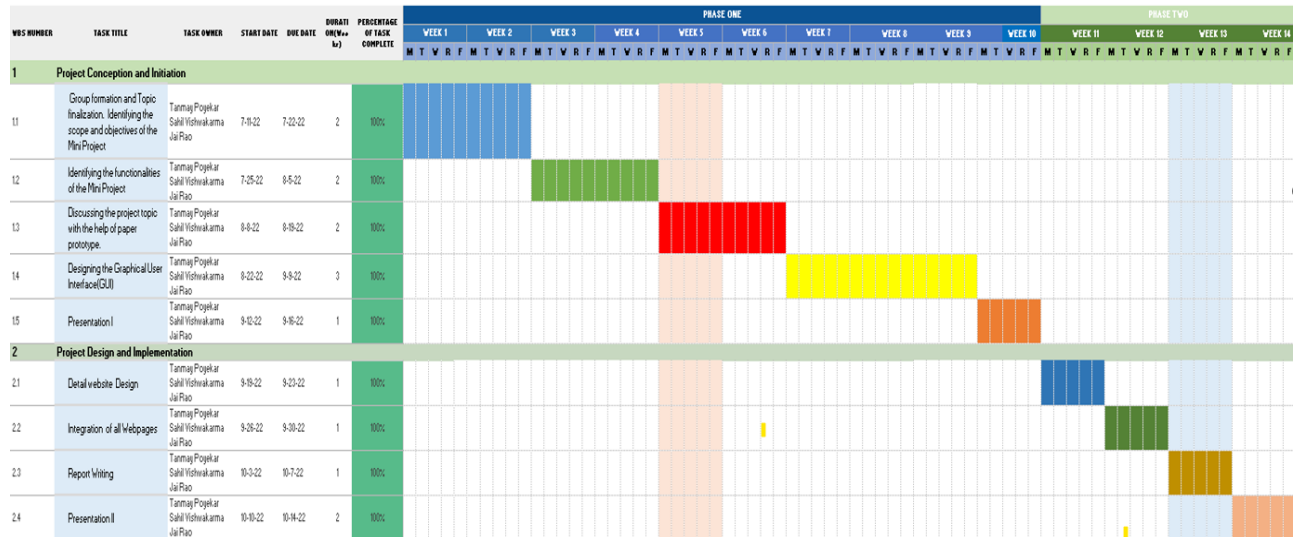 PHASE ONE PHASE TWO
WBS NUMBER TASK TITLE TASK OWNER START DATE DUE DATE DURATI ON(Wee ks) PERCENTAGE OF TASK COMPLETE WEEK 1 WEEK 2 WEEK 3 WEEK 4 WEEK 5 WEEK 6 WEEK 7 WEEK 8 WEEK 9 WEEK 10 WEEK 11 WEEK 12 WEEK 13 WEEK 14
M T W R F M T W R F M T W R F M T W R F M T W R F M T W R F M T W R F M T W R F M T W R F M T W R F M T W R F M T W R F M T W R F M T W R F
1 Project Conception and Initiation
1.1 Group formation and Topic finalization. Identifying the scope and objectives of the Mini Project Tanmay Poyekar Sahil Vishwakarma Jai Rao 7-11-22 7-22-22 2 100%
1.2 Identifying the functionalities of the Mini Project Tanmay Poyekar Sahil Vishwakarma Jai Rao 7-25-22 8-5-22 2 100%
1.3 Discussing the project topic with the help of paper prototype. Tanmay Poyekar Sahil Vishwakarma Jai Rao 8-8-22 8-19-22 2 100%
1.4 Designing the Graphical User Interface(GUI) Tanmay Poyekar Sahil Vishwakarma Jai Rao 8-22-22 9-9-22 3 100%
1.5 Presentation I Tanmay Poyekar Sahil Vishwakarma Jai Rao 9-12-22 9-16-22 1 100%
2 Project Design and Implementation
2.1 Detail website Design Tanmay Poyekar Sahil Vishwakarma Jai Rao 9-19-22 9-23-22 1 100%
2.2 Integration of all Webpages Tanmay Poyekar Sahil Vishwakarma Jai Rao 9-26-22 9-30-22 1 100%
2.3 Report Writing Tanmay Poyekar Sahil Vishwakarma Jai Rao 10-3-22 10-7-22 1 100%
2.4 Presentation II Tanmay Poyekar Sahil Vishwakarma Jai Rao 10-10-22 10-14-22 2 100%